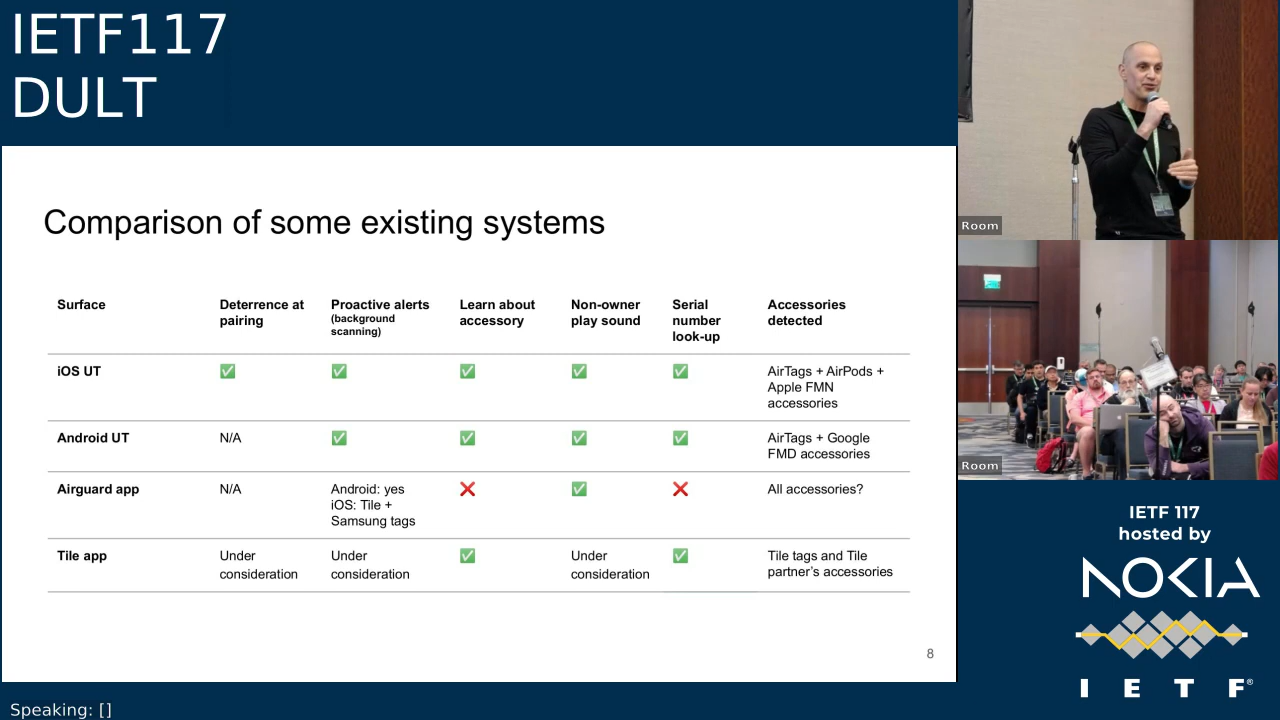 IETF117
DULT
Comparison of some existing systems
Surface
Deterrence at
pairing
Proactive alerts
(background
scanning)
Learn about
accessory
Non-owner
play sound
Serial
number
look-up
Accessories
detected
iOS UT
✅
✅
✅
✅
✅
AirTags + AirPods +
Apple FMN
accessories
Android UT
N/A
✅
✅
✅
✅
AirTags + Google
FMD accessories
Airguard app
N/A
Android: yes
iOS: Tile +
Samsung tags
❌
✅
❌
All accessories?
Tile app
Under
consideration
Under
consideration
✅
Under
consideration
✅
Tile tags and Tile
partner's accessories
8
Speaking: []
Room
Room
IETF 117
hosted by
NOKIA
I E T F®